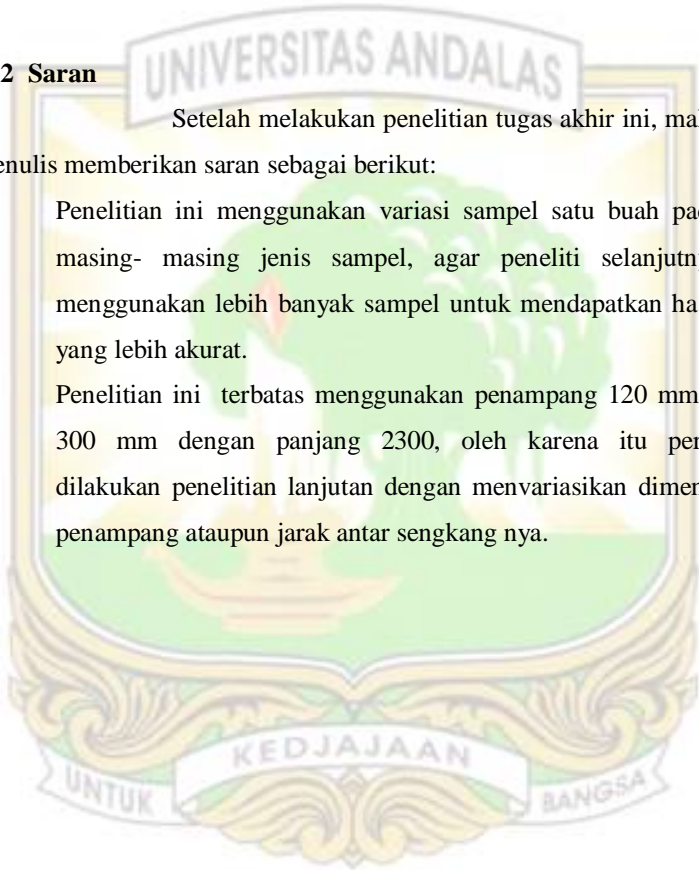 UNIVERSITAS ANDALAS
2 Saran
Setelah melakukan penelitian tugas akhir ini, ma
enulis memberikan saran sebagai berikut:
Penelitian ini menggunakan variasi sampel satu buah pa
masing- masing jenis sampel, agar peneliti selanjutn
menggunakan lebih banyak sampel untuk mendapatkan ha
yang lebih akurat.
Penelitian ini terbatas menggunakan penampang 120 mm
300 mm dengan panjang 2300, oleh karena itu per
dilakukan penelitian lanjutan dengan menvariasikan dimen
penampang ataupun jarak antar sengkang nya.
UNTUK KEDJAJAAN BANGSA